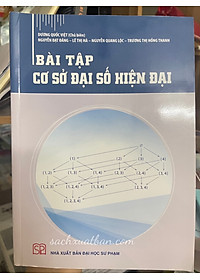 DƯƠNG QUỐC VIỆT (Chủ biên)
NGUYỄN ĐẠT ĐĂNG - LÊ THỊ HÀ - NGUYỄN QUANG LỘC - TRƯƠNG THỊ HỒNG THANH
BÀI TẬP
CƠ SỞ ĐẠI SỐ HIỆN ĐẠI
sachxuatban.com
NHÀ XUẤT BẢN ĐẠI HỌC SƯ PHẠM